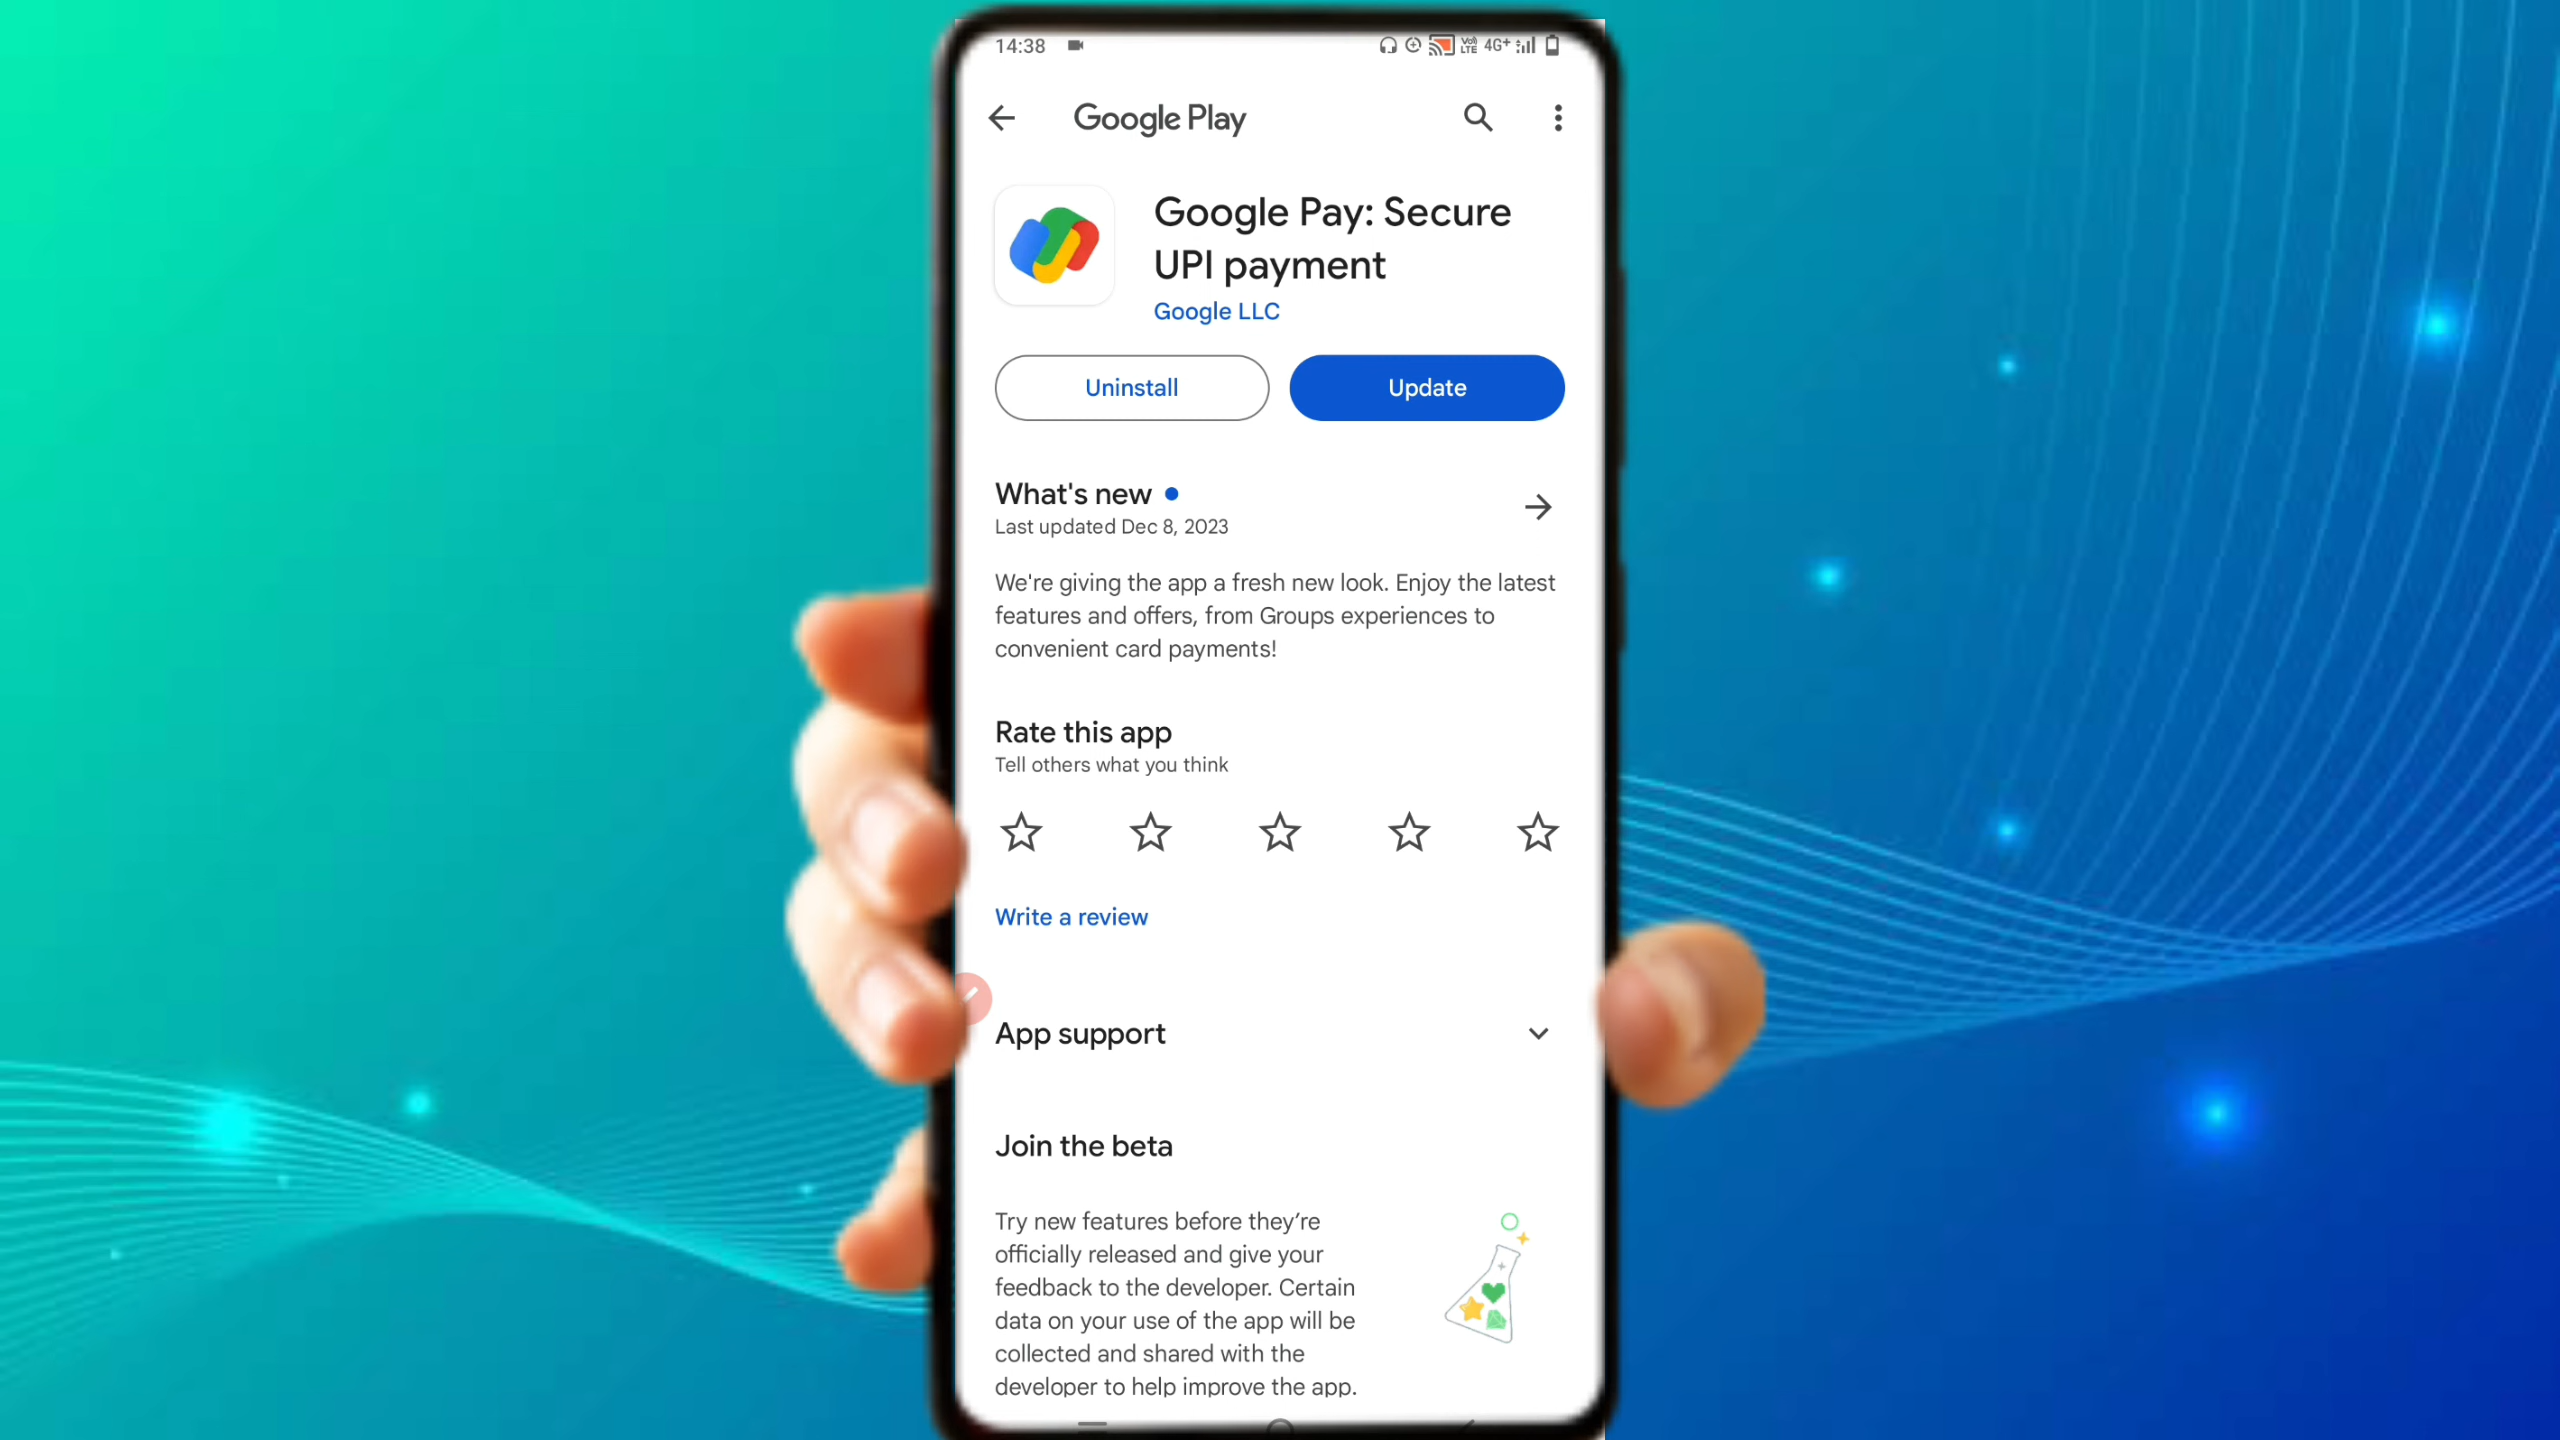 14:38
VoI) LTE 4G+
Google Play
Google Pay: Secure
UPI payment
Google LLC
Uninstall
Update
What's new
Last updated Dec 8, 2023
We're giving the app a fresh new look. Enjoy the latest
features and offers, from Groups experiences to
convenient card payments!
Rate this app
Tell others what you think
Write a review
App support
Join the beta
Try new features before they’re
officially released and give your
feedback to the developer. Certain
data on your use of the app will be
collected and shared with the
developer to help improve the app.